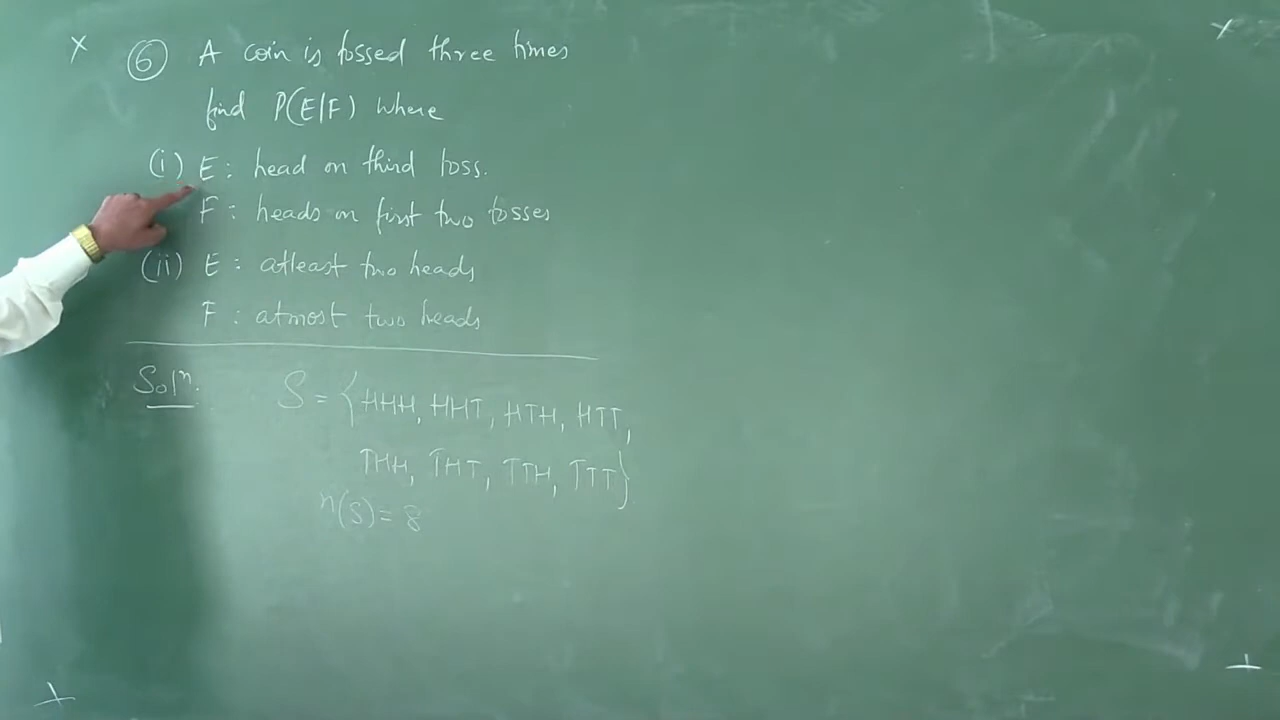 ⑥ A coin is tossed three times
find P(E|F) where
(i) E : head on third toss.
F : heads on first two tosses
(ii) E : atleast two heads
F : atmost two heads
Solⁿ. S = {HHH, HHT, HTH, HTT,
THH, THT, TTH, TTT}
n(S) = 8